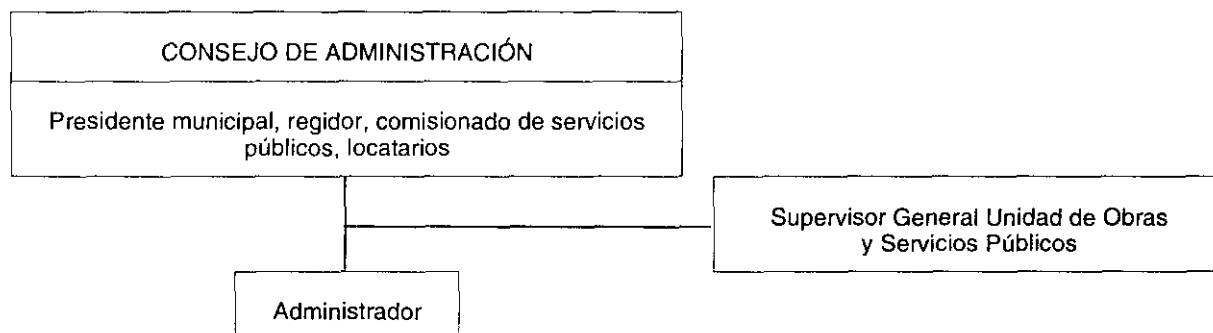 CONSEJO DE ADMINISTRACIÓN
Presidente municipal, regidor, comisionado de servicios
públicos, locatarios
Supervisor General Unidad de Obras
y Servicios Públicos
Administrador